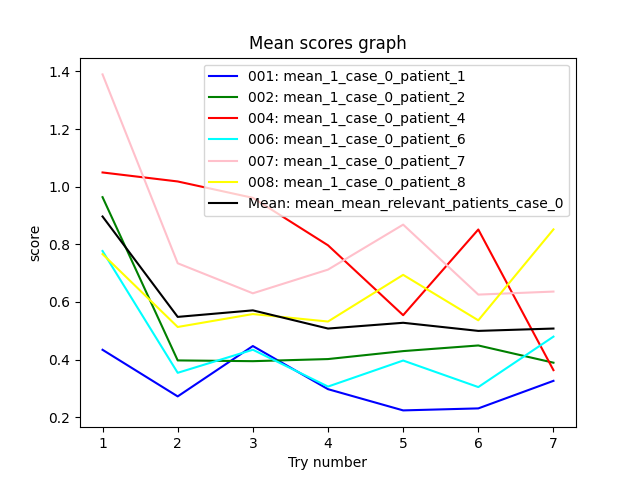 Mean scores graph
001: mean_1_case_0_patient_1
002: mean_1_case_0_patient_2
004: mean_1_case_0_patient_4
006: mean_1_case_0_patient_6
007: mean_1_case_0_patient_7
008: mean_1_case_0_patient_8
Mean: mean_mean_relevant_patients_case_0
1.4
1.2
1.0
0.8
0.6
0.4
0.2
score
1 2 3 4 5 6 7
Try number